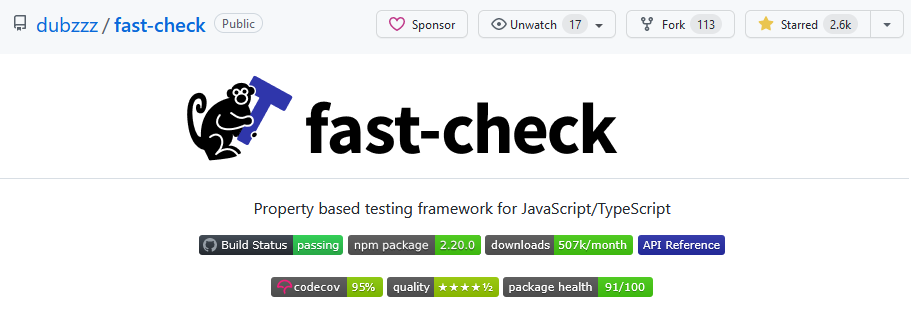 dubzzz / fast-check Public Sponsor Unwatch 17 Fork 113 Starred 2.6k
fast-check
Property based testing framework for JavaScript/TypeScript
Build Status passing npm package 2.20.0 downloads 507k/month API Reference
codecov 95% quality ★★★★½ package health 91/100